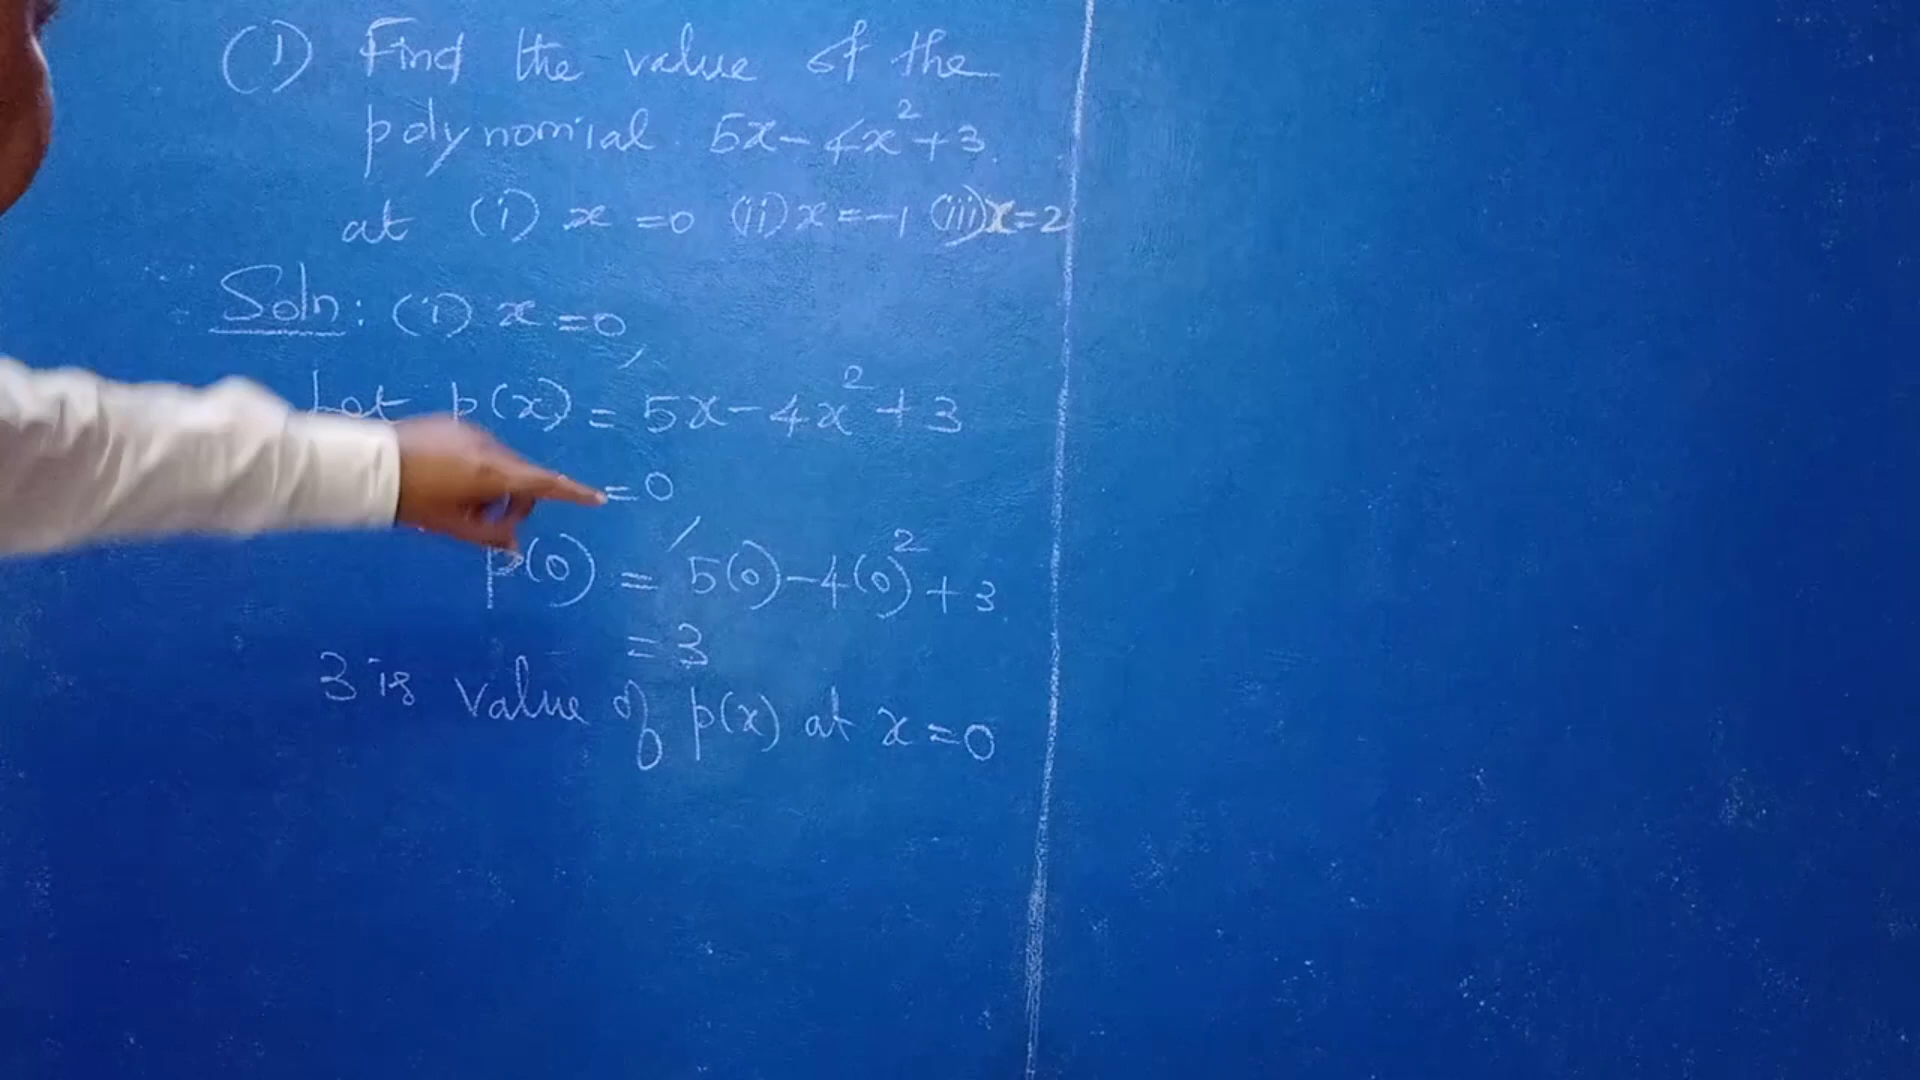 (1) Find the value of the
polynomial 5x-4x²+3.
at (i) x=0 (ii) x=-1 (iii) x=2
Soln: (i) x=0,
Let p(x) = 5x-4x²+3
=0,
p(0) = 5(0)-4(0)²+3
=3
3 is value of p(x) at x=0